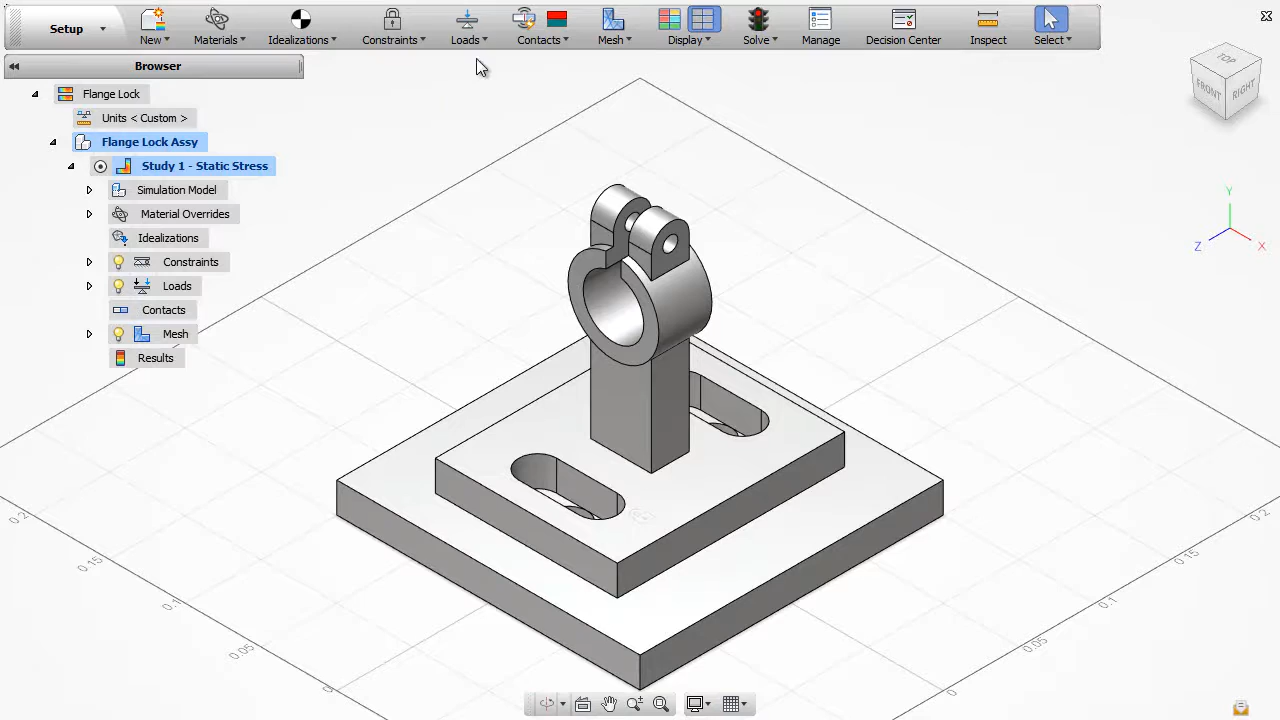 Setup
New
Materials
Idealizations
Constraints
Loads
Contacts
Mesh
Display
Solve
Manage
Decision Center
Inspect
Select
Browser
Flange Lock
Units < Custom >
Flange Lock Assy
Study 1 - Static Stress
Simulation Model
Material Overrides
Idealizations
Constraints
Loads
Contacts
Mesh
Results
TOP
FRONT
RIGHT
Y
Z
X
0.2
0.15
0.1
0.05
0
0
0.05
0.1
0.15
0.2